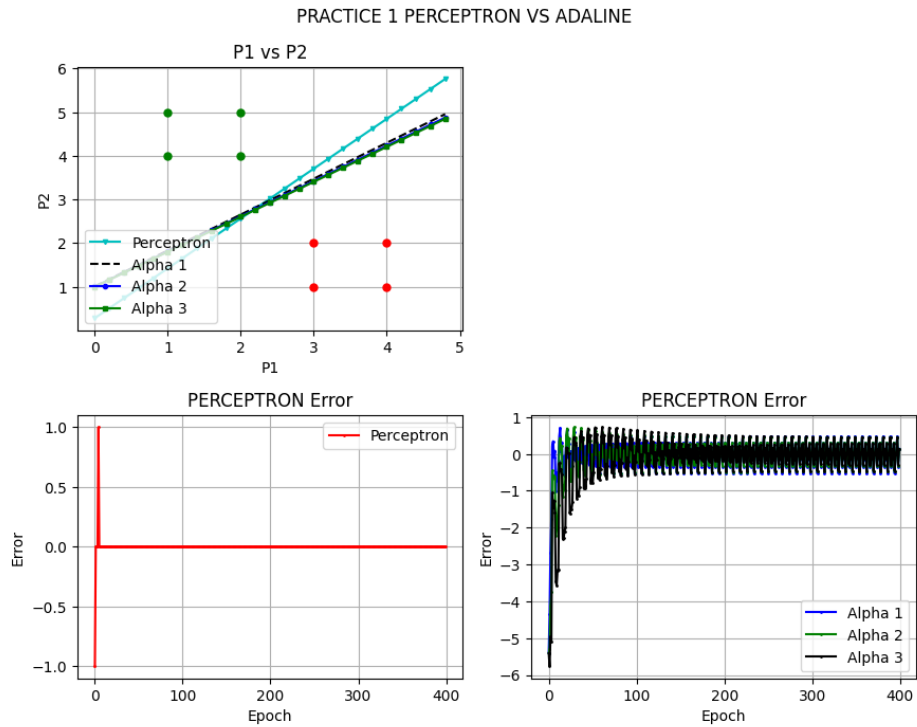 PRACTICE 1 PERCEPTRON VS ADALINE
P1 vs P2
6
5
4
3
2
1
P2
Perceptron
Alpha 1
Alpha 2
Alpha 3
0 1 2 3 4 5
P1
PERCEPTRON Error
1.0
0.5
0.0
−0.5
−1.0
Error
Perceptron
0 100 200 300 400
Epoch
PERCEPTRON Error
1
0
−1
−2
−3
−4
−5
−6
Error
Alpha 1
Alpha 2
Alpha 3
0 100 200 300 400
Epoch